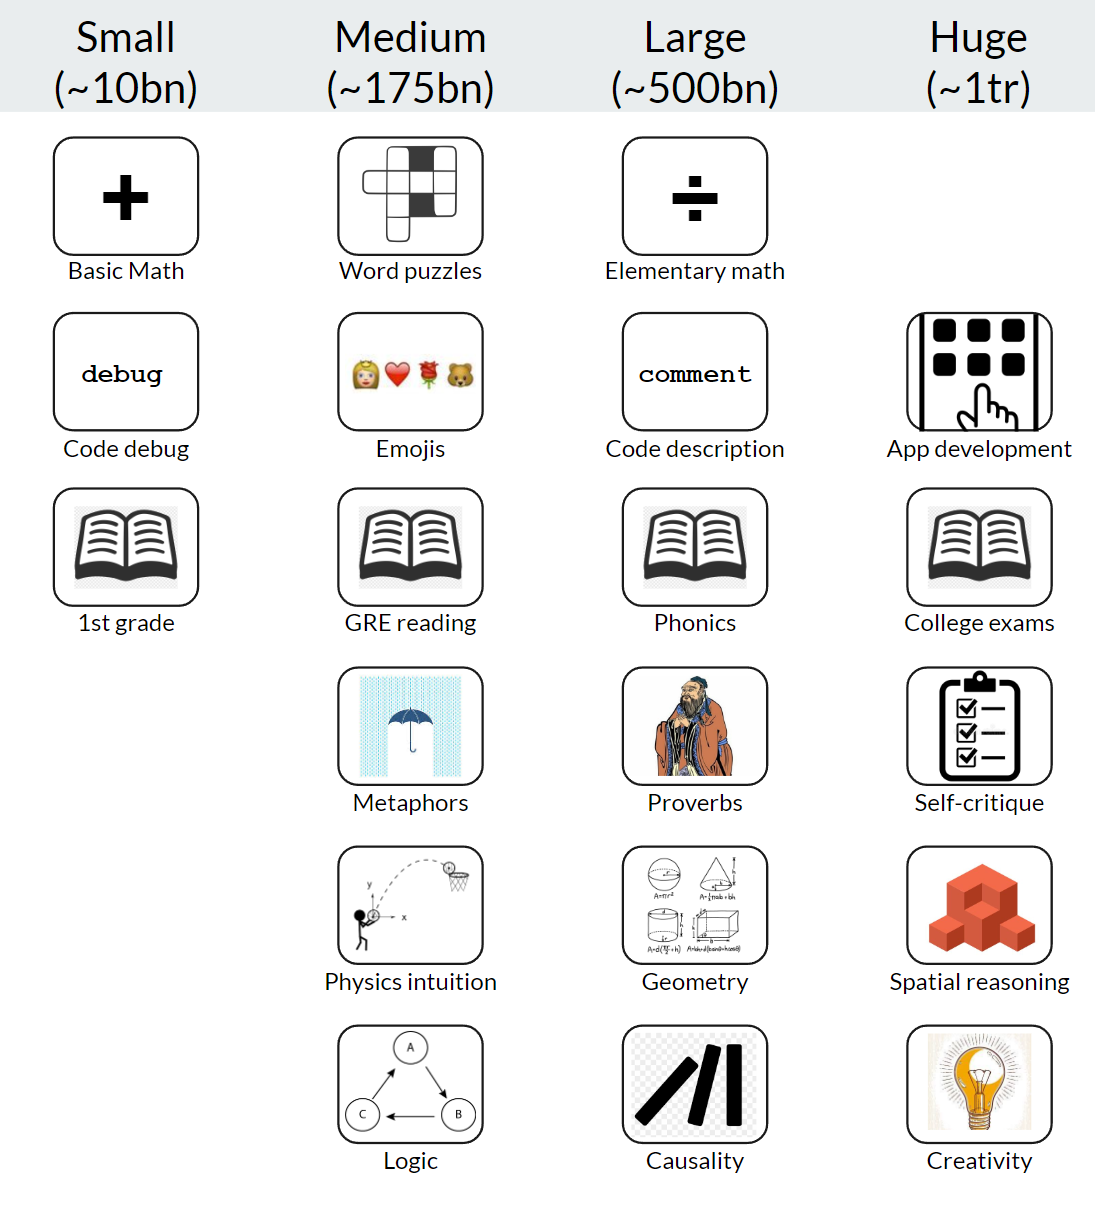 Small
(~10bn)
Medium
(~175bn)
Large
(~500bn)
Huge
(~1tr)
+
÷
Basic Math
Word puzzles
Elementary math
debug
comment
Code debug
Emojis
Code description
App development
1st grade
GRE reading
Phonics
College exams
Metaphors
Proverbs
Self-critique
y
x
Physics intuition
Geometry
Spatial reasoning
A
C
B
Logic
Causality
Creativity